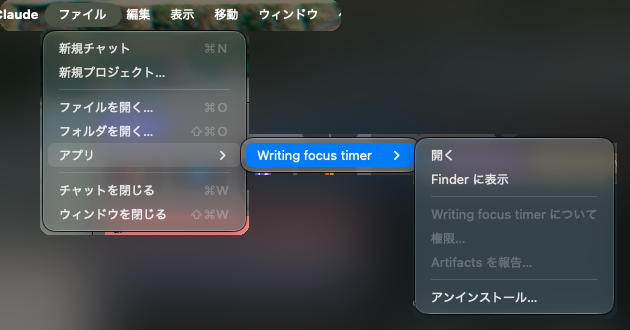 Claude ファイル 編集 表示 移動 ウィンドウ
新規チャット ⌘N
新規プロジェクト...
ファイルを開く... ⌘O
フォルダを開く... ⇧⌘O
アプリ
チャットを閉じる ⌘W
ウィンドウを閉じる ⇧⌘W
Writing focus timer
開く
Finder に表示
Writing focus timer について
権限...
Artifacts を報告...
アンインストール...